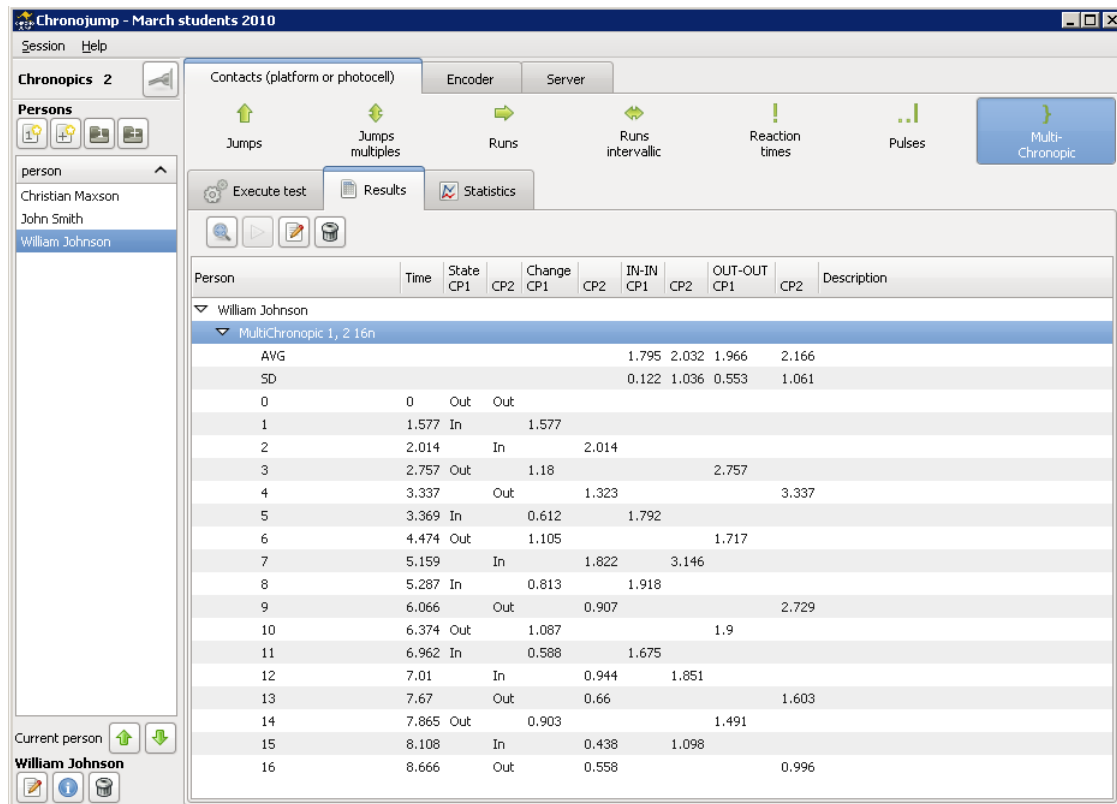 Chronojump - March students 2010
Session Help
Chronopics 2
Contacts (platform or photocell) Encoder Server
Persons
Jumps
Jumps multiples
Runs
Runs intervallic
Reaction times
Pulses
Multi-Chronopic
person
Christian Maxson
John Smith
William Johnson
Execute test Results Statistics
Person Time State CP1 CP2 Change CP1 CP2 IN-IN CP1 CP2 OUT-OUT CP1 CP2 Description
William Johnson
MultiChronopic 1, 2 16n
AVG 1.795 2.032 1.966 2.166
SD 0.122 1.036 0.553 1.061
0 0 Out Out
1 1.577 In 1.577
2 2.014 In 2.014
3 2.757 Out 1.18 2.757
4 3.337 Out 1.323 3.337
5 3.369 In 0.612 1.792
6 4.474 Out 1.105 1.717
7 5.159 In 1.822 3.146
8 5.287 In 0.813 1.918
9 6.066 Out 0.907 2.729
10 6.374 Out 1.087 1.9
11 6.962 In 0.588 1.675
12 7.01 In 0.944 1.851
13 7.67 Out 0.66 1.603
14 7.865 Out 0.903 1.491
15 8.108 In 0.438 1.098
16 8.666 Out 0.558 0.996
Current person
William Johnson